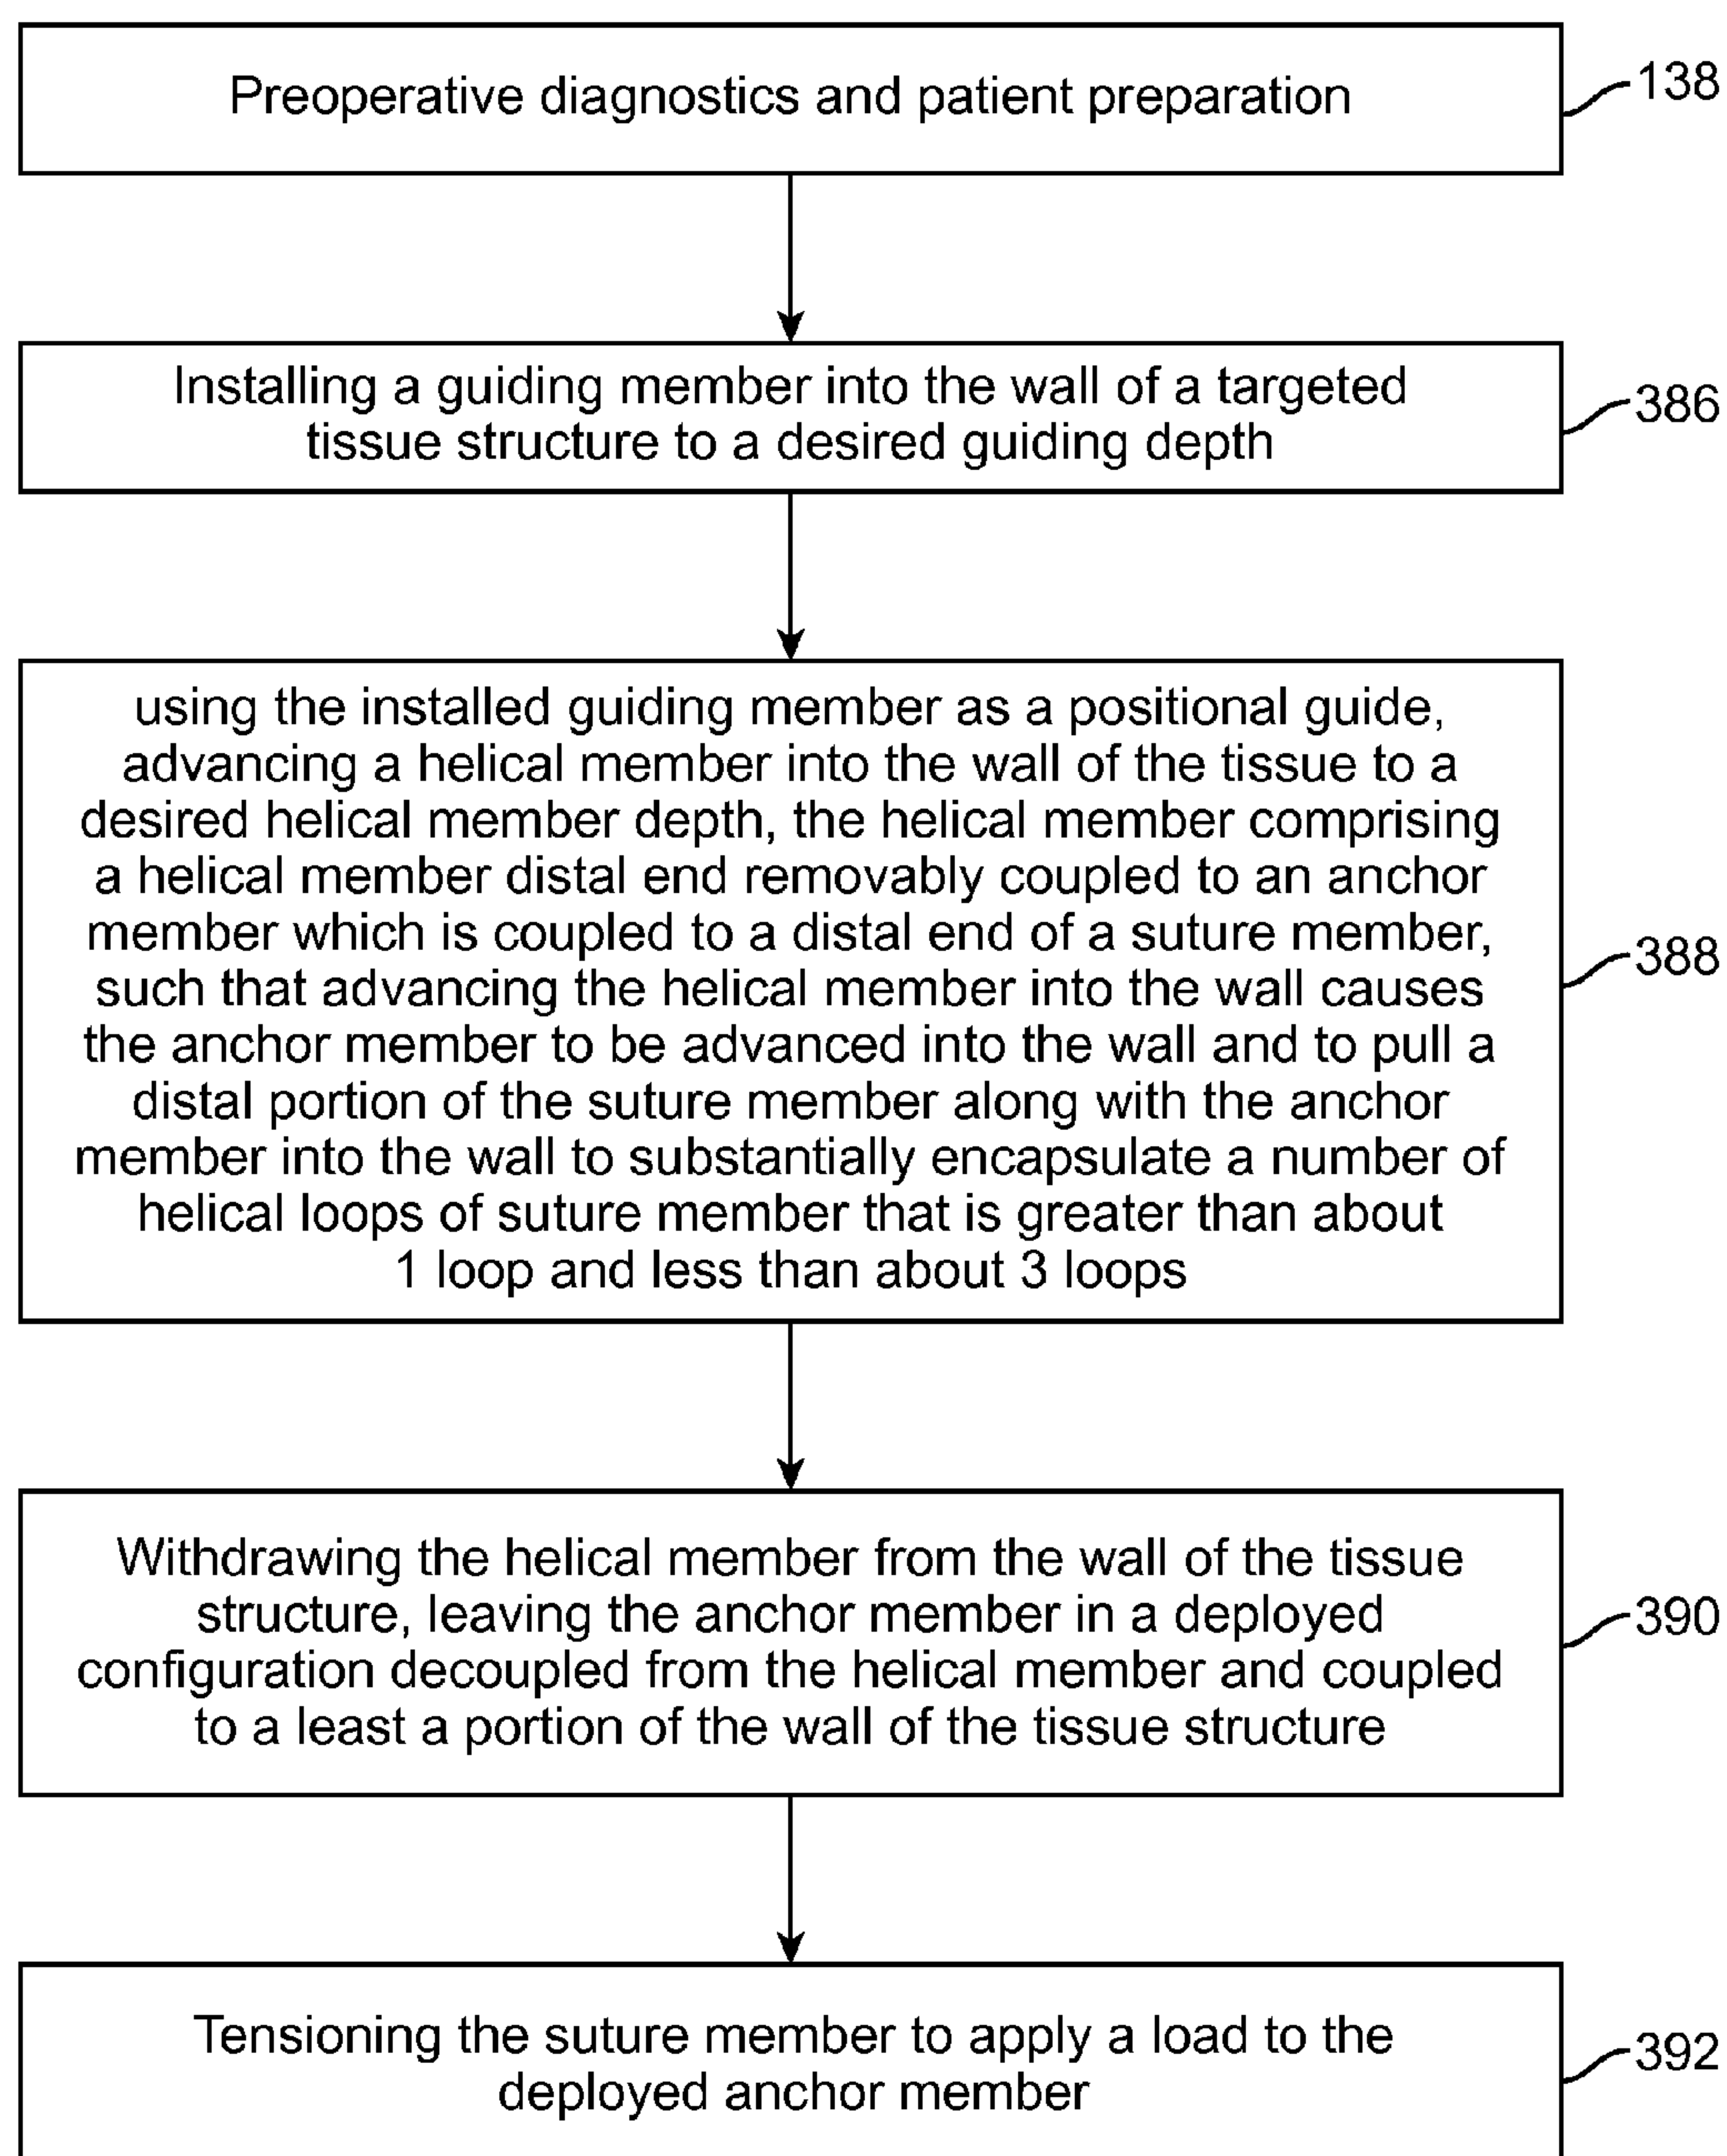 Preoperative diagnostics and patient preparation
138
Installing a guiding member into the wall of a targeted
tissue structure to a desired guiding depth
386
using the installed guiding member as a positional guide,
advancing a helical member into the wall of the tissue to a
desired helical member depth, the helical member comprising
a helical member distal end removably coupled to an anchor
member which is coupled to a distal end of a suture member,
such that advancing the helical member into the wall causes
the anchor member to be advanced into the wall and to pull a
distal portion of the suture member along with the anchor
member into the wall to substantially encapsulate a number of
helical loops of suture member that is greater than about
1 loop and less than about 3 loops
388
Withdrawing the helical member from the wall of the tissue
structure, leaving the anchor member in a deployed
configuration decoupled from the helical member and coupled
to a least a portion of the wall of the tissue structure
390
Tensioning the suture member to apply a load to the
deployed anchor member
392